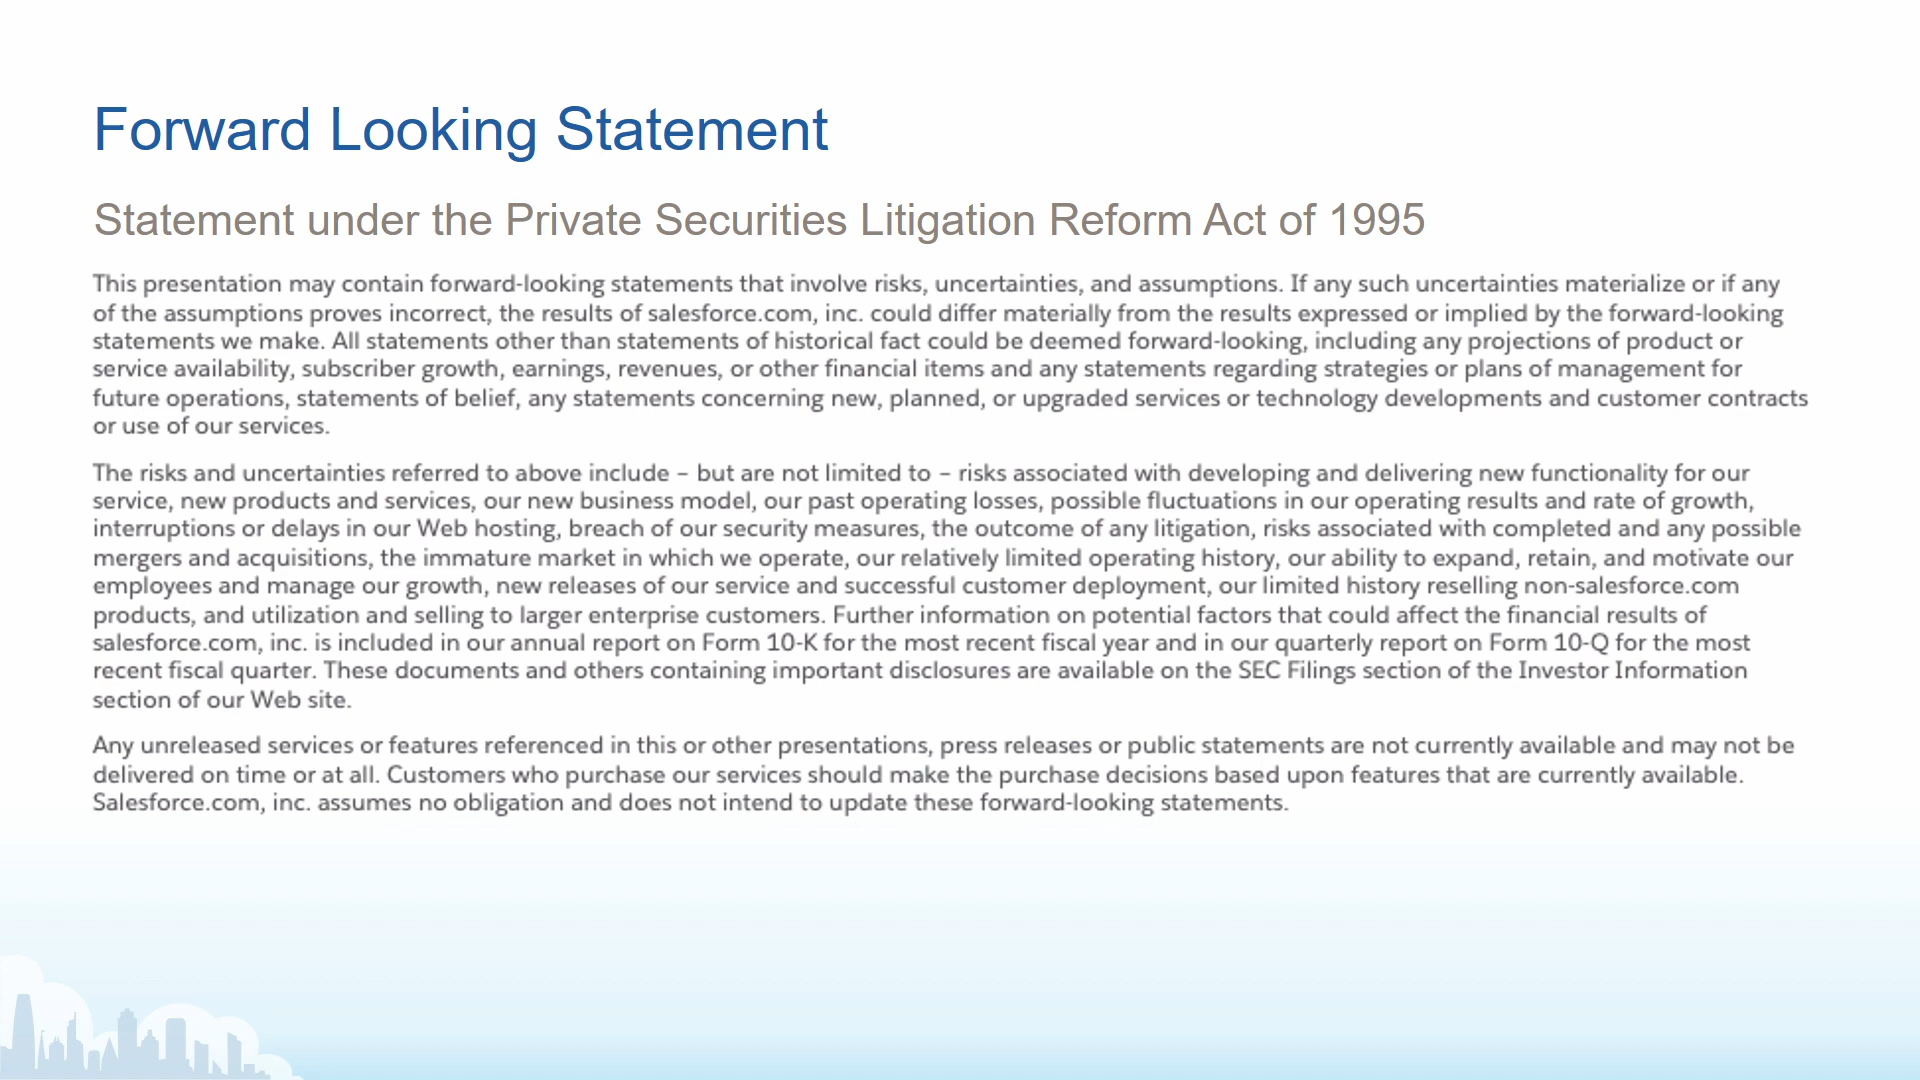 Forward Looking Statement
Statement under the Private Securities Litigation Reform Act of 1995
This presentation may contain forward-looking statements that involve risks, uncertainties, and assumptions. If any such uncertainties materialize or if any
of the assumptions proves incorrect, the results of salesforce.com, inc. could differ materially from the results expressed or implied by the forward-looking
statements we make. All statements other than statements of historical fact could be deemed forward-looking, including any projections of product or
service availability, subscriber growth, earnings, revenues, or other financial items and any statements regarding strategies or plans of management for
future operations, statements of belief, any statements concerning new, planned, or upgraded services or technology developments and customer contracts
or use of our services.
The risks and uncertainties referred to above include – but are not limited to – risks associated with developing and delivering new functionality for our
service, new products and services, our new business model, our past operating losses, possible fluctuations in our operating results and rate of growth,
interruptions or delays in our Web hosting, breach of our security measures, the outcome of any litigation, risks associated with completed and any possible
mergers and acquisitions, the immature market in which we operate, our relatively limited operating history, our ability to expand, retain, and motivate our
employees and manage our growth, new releases of our service and successful customer deployment, our limited history reselling non-salesforce.com
products, and utilization and selling to larger enterprise customers. Further information on potential factors that could affect the financial results of
salesforce.com, inc. is included in our annual report on Form 10-K for the most recent fiscal year and in our quarterly report on Form 10-Q for the most
recent fiscal quarter. These documents and others containing important disclosures are available on the SEC Filings section of the Investor Information
section of our Web site.
Any unreleased services or features referenced in this or other presentations, press releases or public statements are not currently available and may not be
delivered on time or at all. Customers who purchase our services should make the purchase decisions based upon features that are currently available.
Salesforce.com, inc. assumes no obligation and does not intend to update these forward-looking statements.